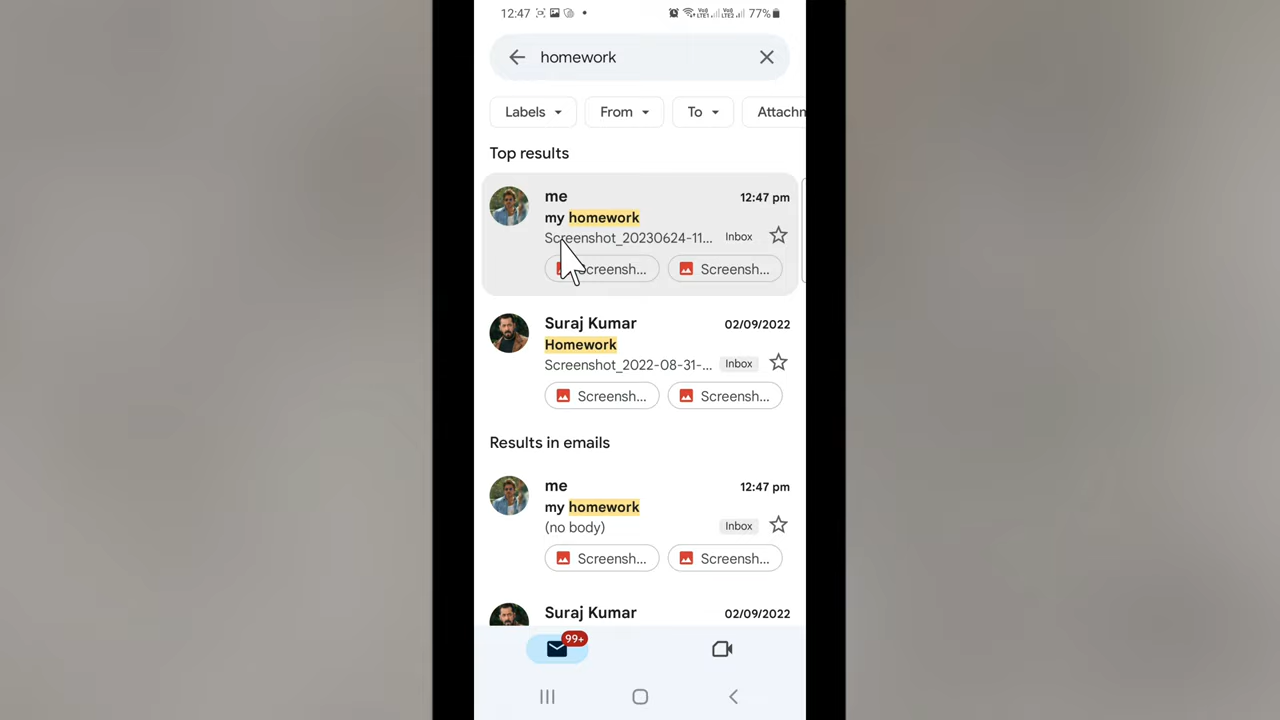 12:47 77%
homework
Labels From To Attachn
Top results
me 12:47 pm
my homework
Screenshot_20230624-11... Inbox
Screensh... Screensh...
Suraj Kumar 02/09/2022
Homework
Screenshot_2022-08-31-... Inbox
Screensh... Screensh...
Results in emails
me 12:47 pm
my homework
(no body) Inbox
Screensh... Screensh...
Suraj Kumar 02/09/2022
99+